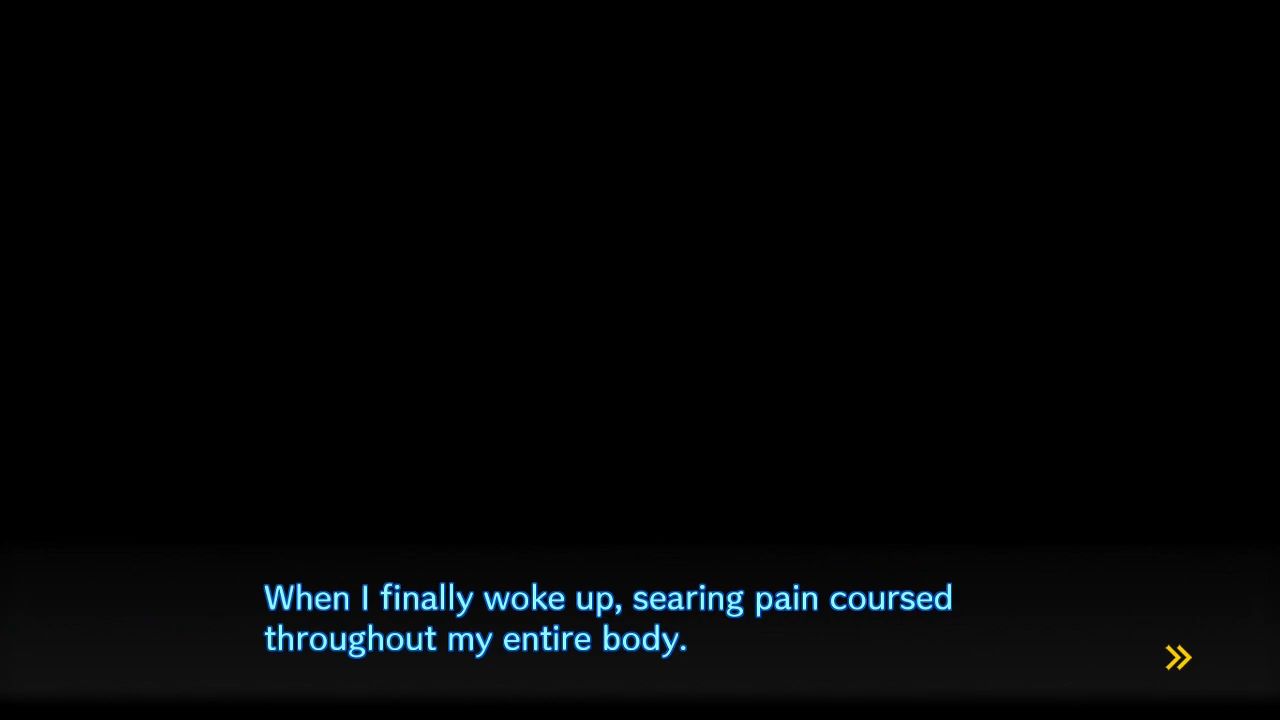 When I finally woke up, searing pain coursed
throughout my entire body.